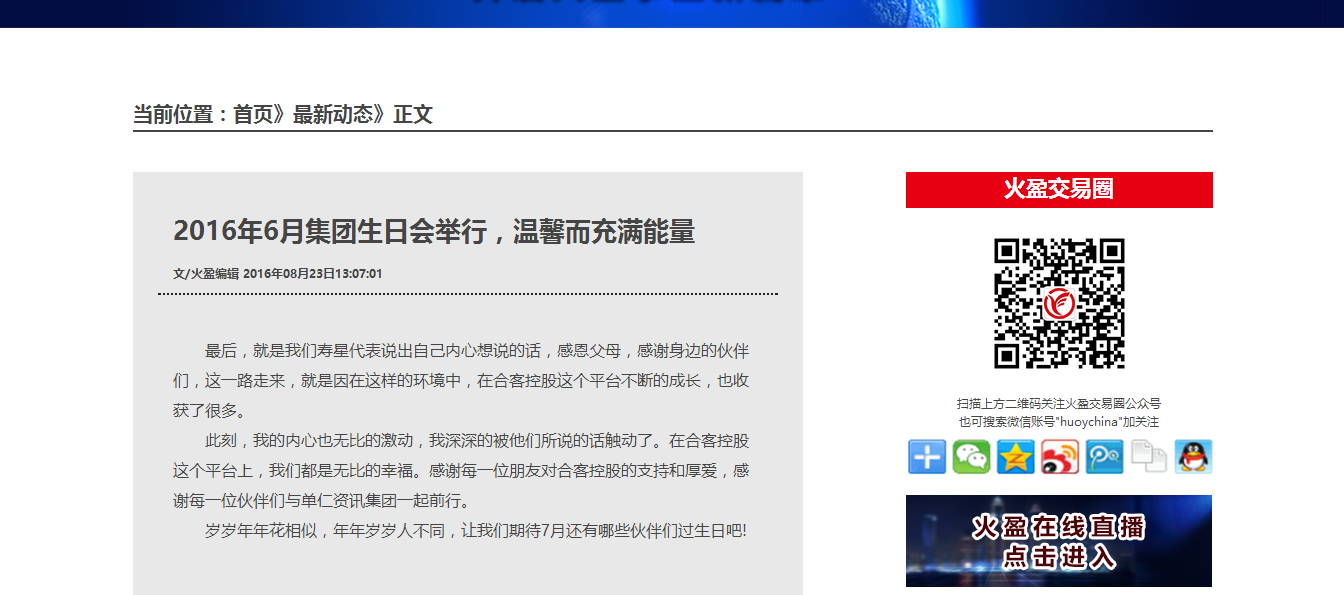 当前位置：首页》最新动态》正文
2016年6月集团生日会举行，温馨而充满能量
文/火盈编辑 2016年08月23日13:07:01
最后，就是我们寿星代表说出自己内心想说的话，感恩父母，感谢身边的伙伴
们，这一路走来，就是因在这样的环境中，在合客控股这个平台不断的成长，也收
获了很多。
此刻，我的内心也无比的激动，我深深的被他们所说的话触动了。在合客控股
这个平台上，我们都是无比的幸福。感谢每一位朋友对合客控股的支持和厚爱，感
谢每一位伙伴们与单仁资讯集团一起前行。
岁岁年年花相似，年年岁岁人不同，让我们期待7月还有哪些伙伴们过生日吧!
火盈交易圈
扫描上方二维码关注火盈交易圈公众号
也可搜索微信账号"huoychina"加关注
火盈在线直播
点击进入